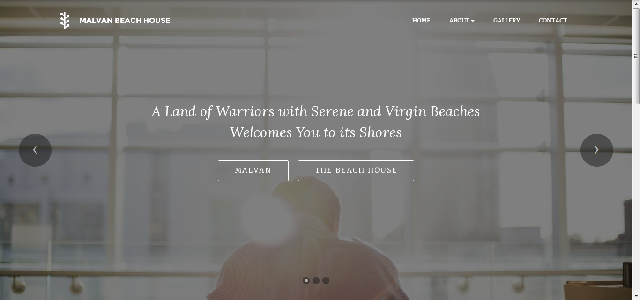 MALVAN BEACH HOUSE
HOME ABOUT GALLERY CONTACT
A Land of Warriors with Serene and Virgin Beaches
Welcomes You to its Shores
MALVAN THE BEACH HOUSE